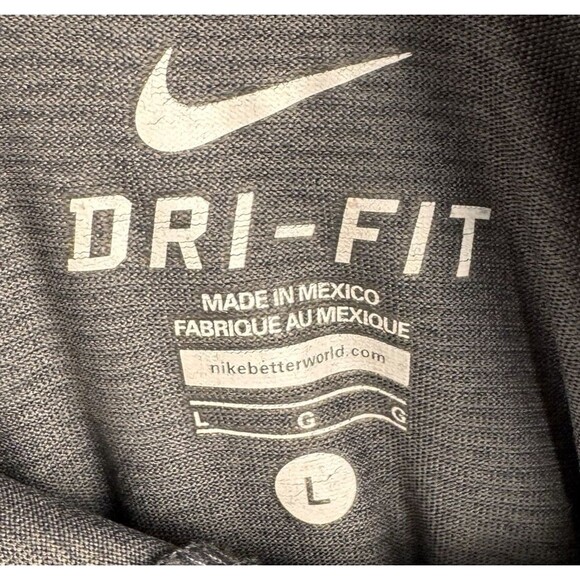 DRI-FIT
MADE IN MEXICO
FABRIQUE AU MEXIQUE
nikebetterworld.com
L G G
L